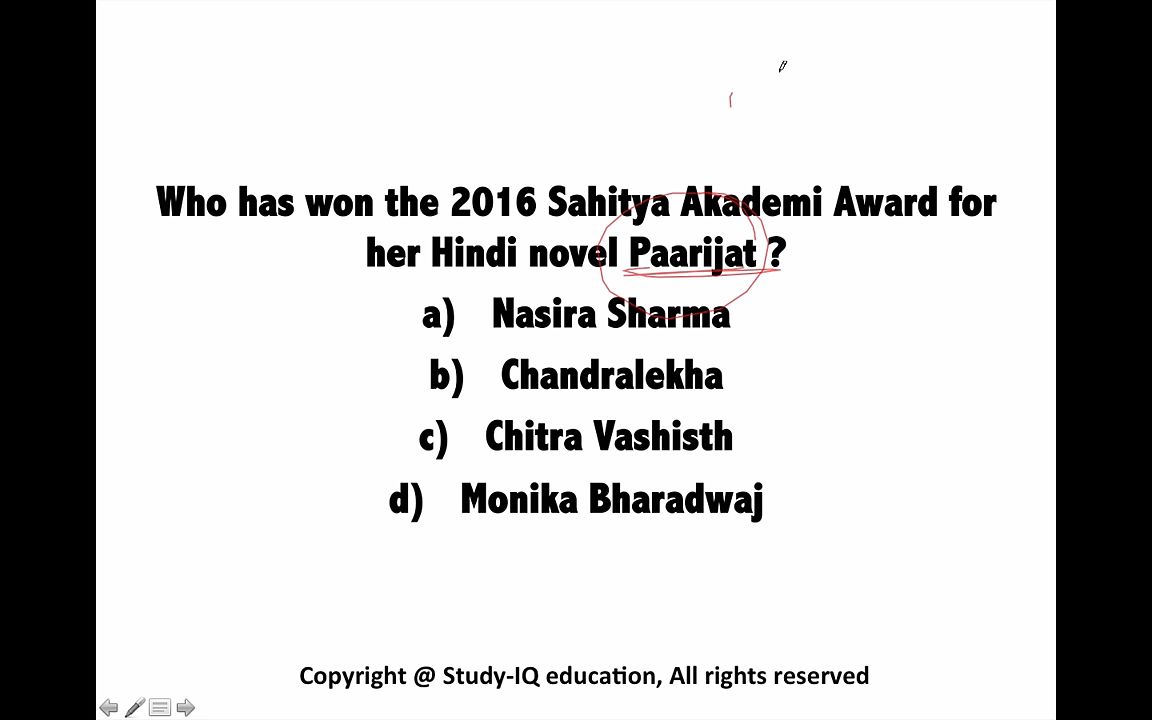 Who has won the 2016 Sahitya Akademi Award for
her Hindi novel Paarijat ?
a) Nasira Sharma
b) Chandralekha
c) Chitra Vashisth
d) Monika Bharadwaj
Copyright @ Study-IQ education, All rights reserved